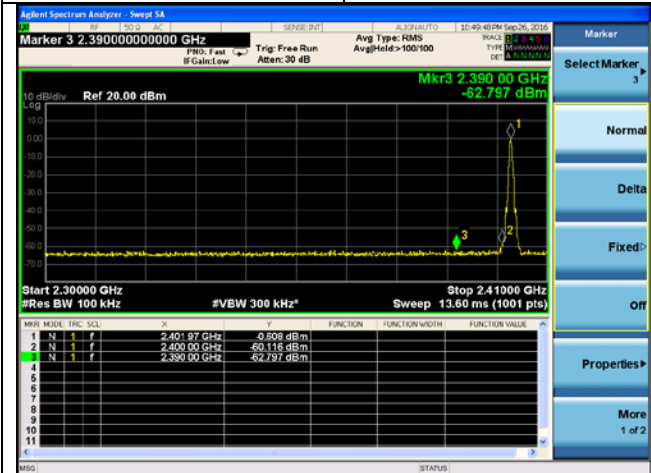 Agilent Spectrum Analyzer - Swept SA
RF 50 Ω AC SENSE:INT ALIGNAUTO 10:49:48 PM Sep 26, 2016
Marker 3 2.390000000000 GHz
PNO: Fast
IFGain:Low
Trig: Free Run
Atten: 30 dB
Avg Type: RMS
Avg|Hold:>100/100
TRACE 1 2 3 4 5 6
TYPE
DET A N N N N N
Mkr3 2.390 00 GHz
-62.797 dBm
10 dB/div Ref 20.00 dBm
Log
10.0
0.00
-10.0
-20.0
-30.0
-40.0
-50.0
-60.0
-70.0
1
2
3
Start 2.30000 GHz Stop 2.41000 GHz
#Res BW 100 kHz #VBW 300 kHz* Sweep 13.60 ms (1001 pts)
MKR MODE TRC SCL X Y FUNCTION FUNCTION WIDTH FUNCTION VALUE
1 N 1 f 2.401 97 GHz -0.608 dBm
2 N 1 f 2.400 00 GHz -60.116 dBm
3 N 1 f 2.390 00 GHz -62.797 dBm
4
5
6
7
8
9
10
11
MSG STATUS
Marker
Select Marker
3
Normal
Delta
Fixed
Off
Properties
More
1 of 2